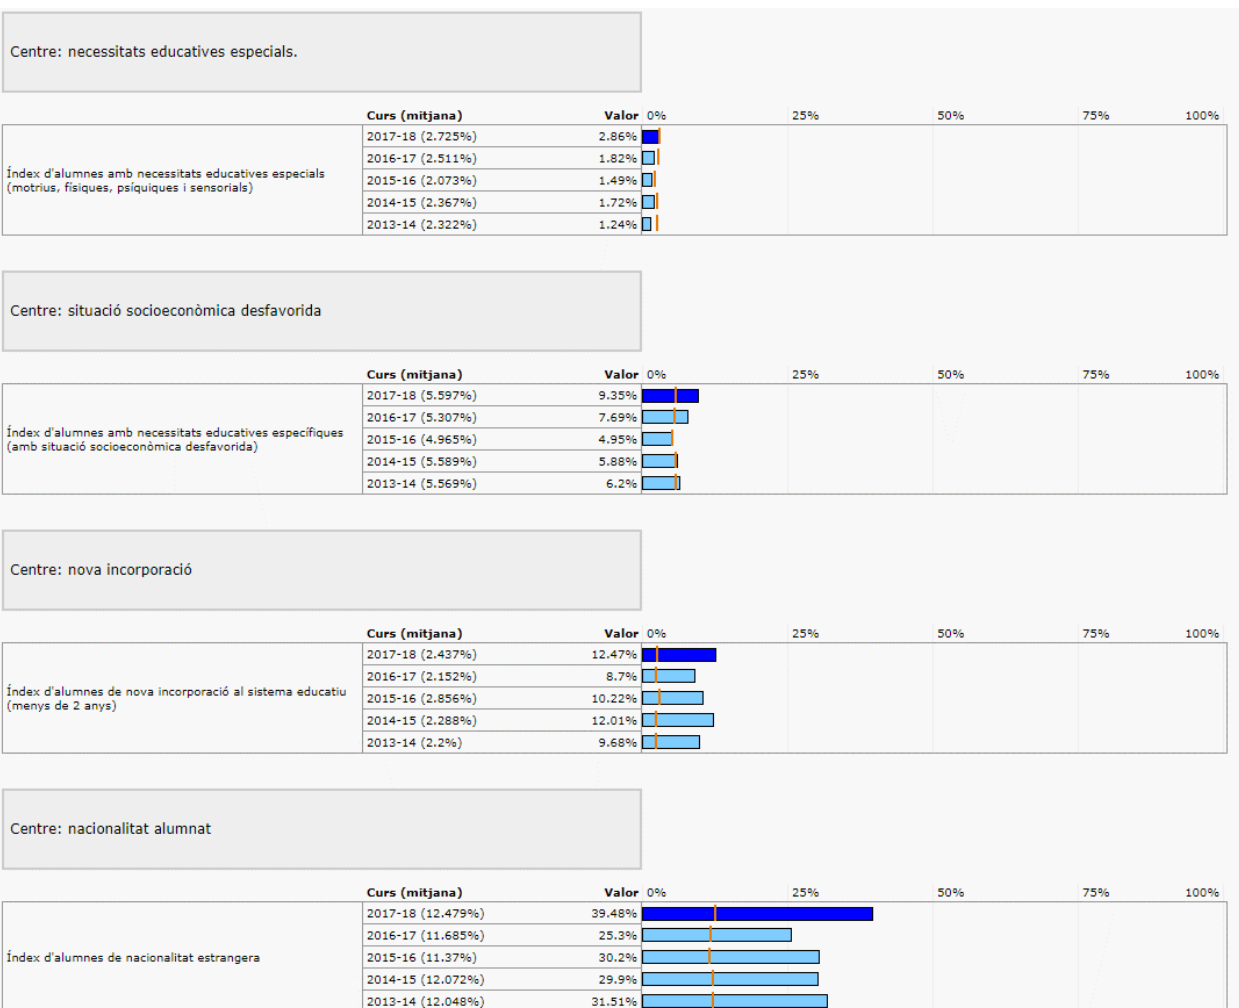 Centre: necessitats educatives especials.
Curs (mitjana) Valor 0% 25% 50% 75% 100%
2017-18 (2.725%) 2.86%
2016-17 (2.511%) 1.82%
Índex d'alumnes amb necessitats educatives especials
(motrius, físiques, psíquiques i sensorials)
2015-16 (2.073%) 1.49%
2014-15 (2.367%) 1.72%
2013-14 (2.322%) 1.24%
Centre: situació socioeconòmica desfavorida
Curs (mitjana) Valor 0% 25% 50% 75% 100%
2017-18 (5.597%) 9.35%
2016-17 (5.307%) 7.69%
Índex d'alumnes amb necessitats educatives específiques
(amb situació socioeconòmica desfavorida)
2015-16 (4.965%) 4.95%
2014-15 (5.589%) 5.88%
2013-14 (5.569%) 6.2%
Centre: nova incorporació
Curs (mitjana) Valor 0% 25% 50% 75% 100%
2017-18 (2.437%) 12.47%
2016-17 (2.152%) 8.7%
Índex d'alumnes de nova incorporació al sistema educatiu
(menys de 2 anys)
2015-16 (2.856%) 10.22%
2014-15 (2.288%) 12.01%
2013-14 (2.2%) 9.68%
Centre: nacionalitat alumnat
Curs (mitjana) Valor 0% 25% 50% 75% 100%
2017-18 (12.479%) 39.48%
2016-17 (11.685%) 25.3%
Índex d'alumnes de nacionalitat estrangera
2015-16 (11.37%) 30.2%
2014-15 (12.072%) 29.9%
2013-14 (12.048%) 31.51%